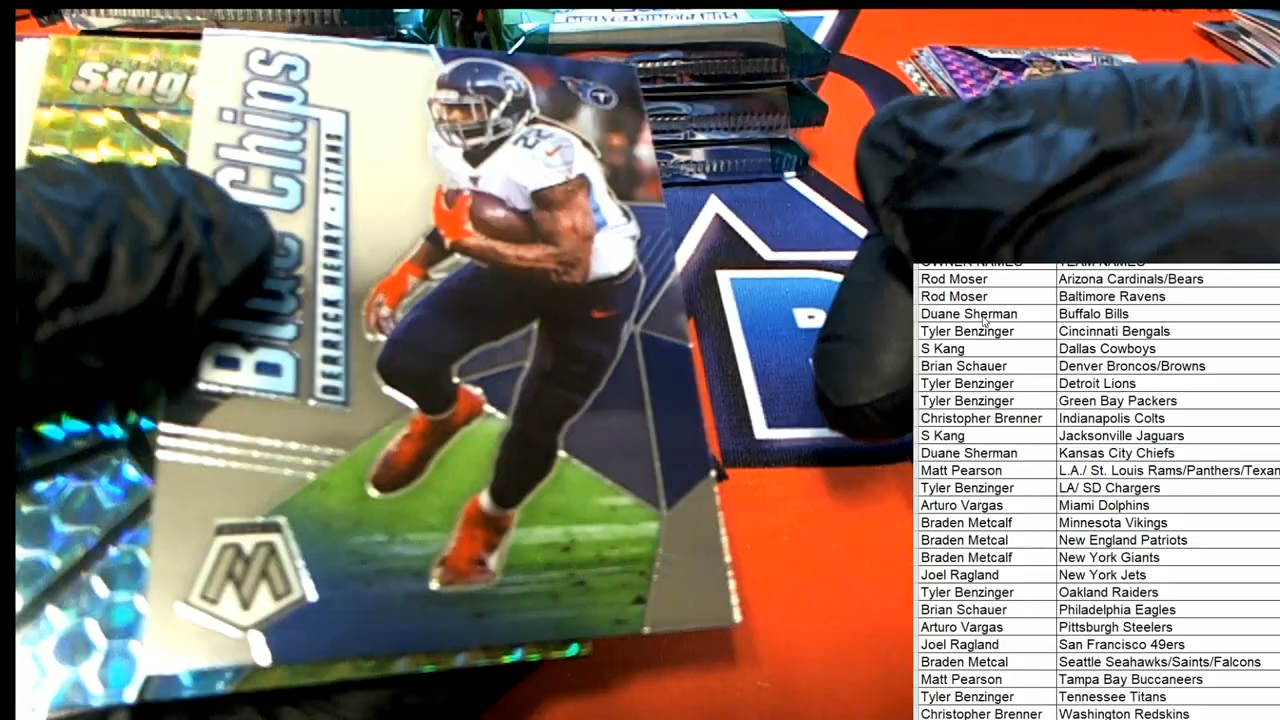 Stag
Blue Chips
DERRICK HENRY - TITANS
22
T
M
OWNER NAMES TEAM NAMES
Rod Moser Arizona Cardinals/Bears
Rod Moser Baltimore Ravens
Duane Sherman Buffalo Bills
Tyler Benzinger Cincinnati Bengals
S Kang Dallas Cowboys
Brian Schauer Denver Broncos/Browns
Tyler Benzinger Detroit Lions
Tyler Benzinger Green Bay Packers
Christopher Brenner Indianapolis Colts
S Kang Jacksonville Jaguars
Duane Sherman Kansas City Chiefs
Matt Pearson L.A./ St. Louis Rams/Panthers/Texan
Tyler Benzinger LA/ SD Chargers
Arturo Vargas Miami Dolphins
Braden Metcalf Minnesota Vikings
Braden Metcal New England Patriots
Braden Metcalf New York Giants
Joel Ragland New York Jets
Tyler Benzinger Oakland Raiders
Brian Schauer Philadelphia Eagles
Arturo Vargas Pittsburgh Steelers
Joel Ragland San Francisco 49ers
Braden Metcal Seattle Seahawks/Saints/Falcons
Matt Pearson Tampa Bay Buccaneers
Tyler Benzinger Tennessee Titans
Christopher Brenner Washington Redskins